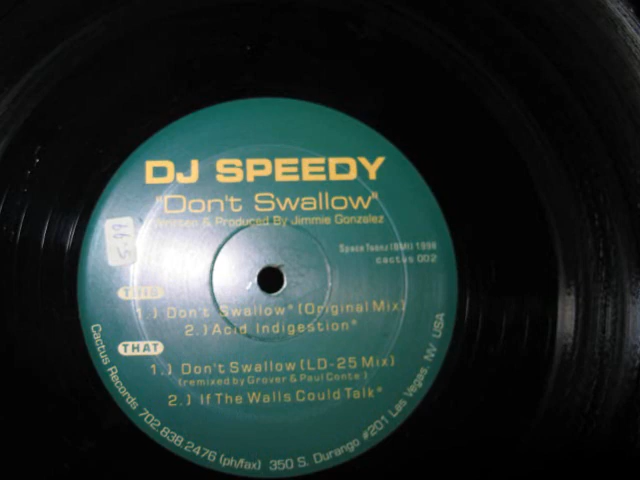 DJ SPEEDY
"Don't Swallow"
Written & Produced By Jimmie Gonzalez
5.99
Space Teenz (BMI) 1998
cactus 002
THIS
1.) Don't Swallow* (Original Mix)
2.) Acid Indigestion*
THAT
1.) Don't Swallow (LD-25 Mix)
(remixed by Grover & Paul Conte)
2.) If The Walls Could Talk*
Cactus Records 702.838.2476 (ph/fax) 350 S. Durango #201 Las Vegas, NV USA